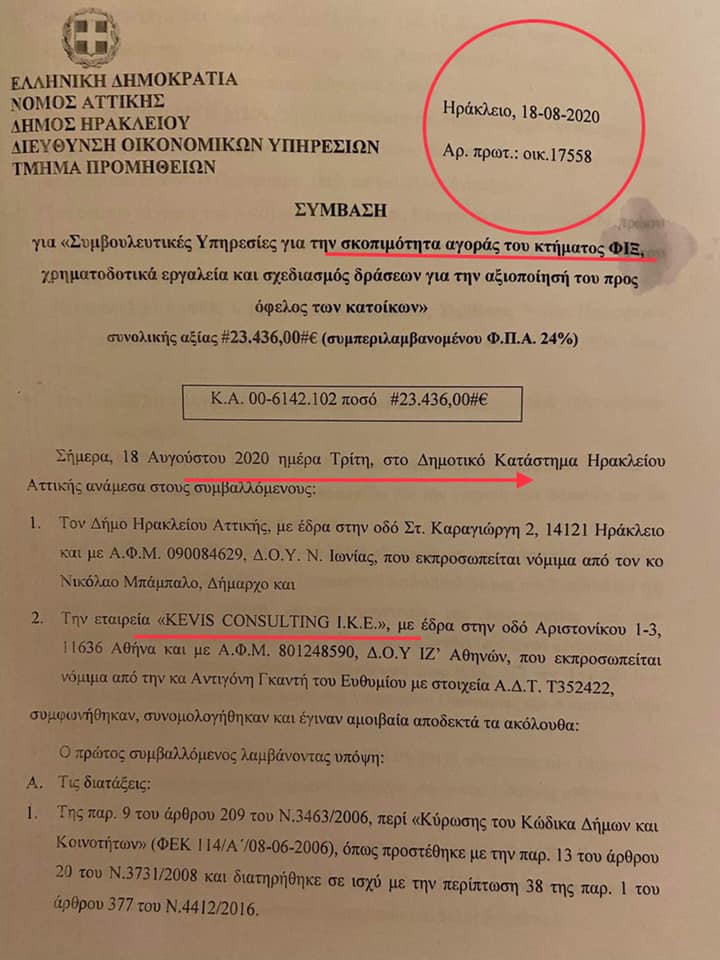 ΕΛΛΗΝΙΚΗ ΔΗΜΟΚΡΑΤΙΑ
ΝΟΜΟΣ ΑΤΤΙΚΗΣ
ΔΗΜΟΣ ΗΡΑΚΛΕΙΟΥ
ΔΙΕΥΘΥΝΣΗ ΟΙΚΟΝΟΜΙΚΩΝ ΥΠΗΡΕΣΙΩΝ
ΤΜΗΜΑ ΠΡΟΜΗΘΕΙΩΝ
Ηράκλειο, 18-08-2020
Αρ. πρωτ.: οικ.17558
ΣΥΜΒΑΣΗ
για «Συμβουλευτικές Υπηρεσίες για την σκοπιμότητα αγοράς του κτήματος ΦΙΞ,
χρηματοδοτικά εργαλεία και σχεδιασμός δράσεων για την αξιοποίησή του προς
όφελος των κατοίκων»
συνολικής αξίας #23.436,00#€ (συμπεριλαμβανομένου Φ.Π.Α. 24%)
Κ.Α. 00-6142.102 ποσό #23.436,00#€
Σήμερα, 18 Αυγούστου 2020 ημέρα Τρίτη, στο Δημοτικό Κατάστημα Ηρακλείου
Αττικής ανάμεσα στους συμβαλλόμενους:
1. Τον Δήμο Ηρακλείου Αττικής, με έδρα στην οδό Στ. Καραγιώργη 2, 14121 Ηράκλειο
και με Α.Φ.Μ. 090084629, Δ.Ο.Υ. Ν. Ιωνίας, που εκπροσωπείται νόμιμα από τον κο
Νικόλαο Μπάμπαλο, Δήμαρχο και
2. Την εταιρεία «KEVIS CONSULTING Ι.Κ.Ε.», με έδρα στην οδό Αριστονίκου 1-3,
11636 Αθήνα και με Α.Φ.Μ. 801248590, Δ.Ο.Υ ΙΖ’ Αθηνών, που εκπροσωπείται
νόμιμα από την κα Αντιγόνη Γκαντή του Ευθυμίου με στοιχεία Α.Δ.Τ. Τ352422,
συμφωνήθηκαν, συνομολογήθηκαν και έγιναν αμοιβαία αποδεκτά τα ακόλουθα:
Ο πρώτος συμβαλλόμενος λαμβάνοντας υπόψη:
Α. Τις διατάξεις:
1. Της παρ. 9 του άρθρου 209 του Ν.3463/2006, περί «Κύρωσης του Κώδικα Δήμων και
Κοινοτήτων» (ΦΕΚ 114/Α΄/08-06-2006), όπως προστέθηκε με την παρ. 13 του άρθρου
20 του Ν.3731/2008 και διατηρήθηκε σε ισχύ με την περίπτωση 38 της παρ. 1 του
άρθρου 377 του Ν.4412/2016.